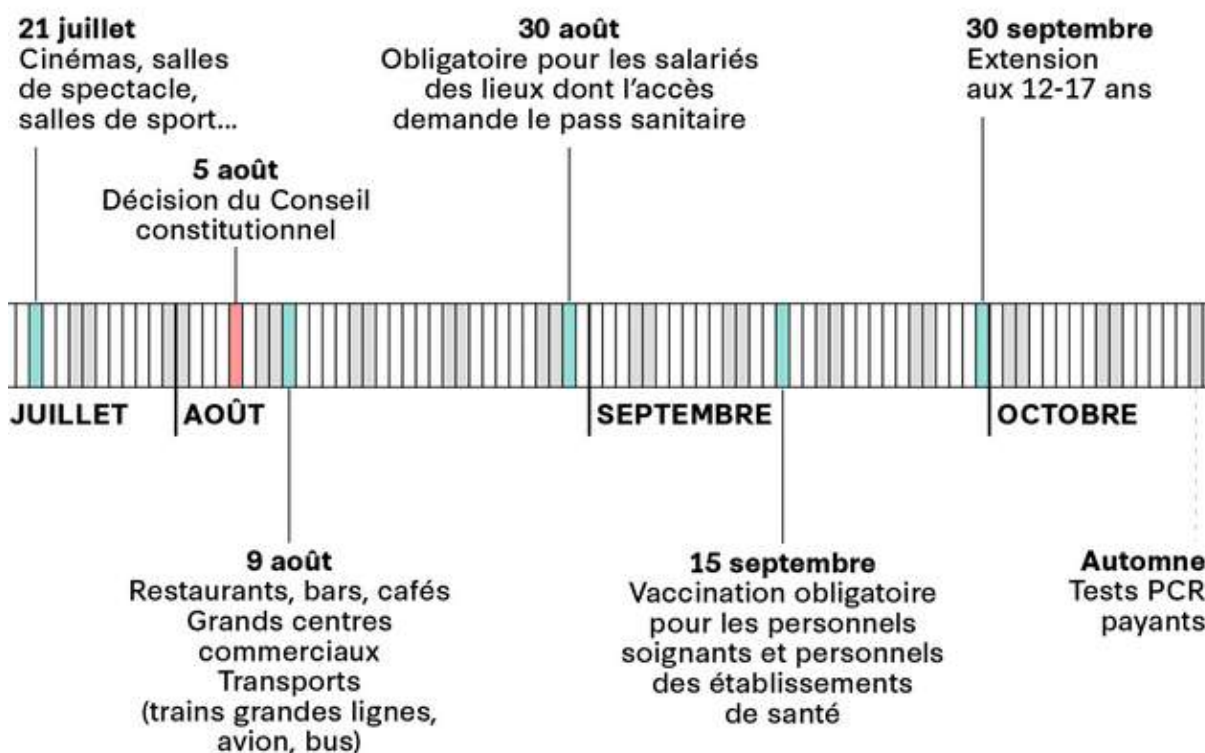 21 juillet
Cinémas, salles
de spectacle,
salles de sport...
5 août
Décision du Conseil
constitutionnel
30 août
Obligatoire pour les salariés
des lieux dont l'accès
demande le pass sanitaire
30 septembre
Extension
aux 12-17 ans
JUILLET
AOÛT
SEPTEMBRE
OCTOBRE
9 août
Restaurants, bars, cafés
Grands centres
commerciaux
Transports
(trains grandes lignes,
avion, bus)
15 septembre
Vaccination obligatoire
pour les personnels
soignants et personnels
des établissements
de santé
Automne
Tests PCR
payants